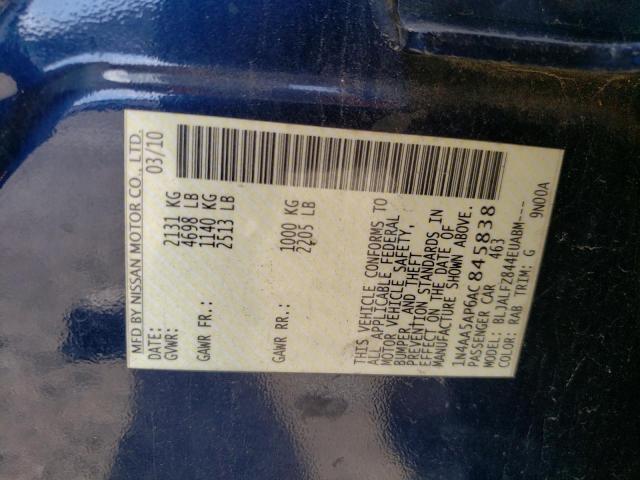 MFD BY NISSAN MOTOR CO., LTD.
DATE: 03/10
GVWR: 2131 KG
4698 LB
GAWR FR.: 1140 KG
2513 LB
GAWR RR.: 1000 KG
2205 LB
THIS VEHICLE CONFORMS TO
ALL APPLICABLE FEDERAL
MOTOR VEHICLE SAFETY,
BUMPER, AND THEFT
PREVENTION STANDARDS IN
EFFECT ON THE DATE OF
MANUFACTURE SHOWN ABOVE.
1N4AA5AP6AC845838
PASSENGER CAR 463
MODEL: BLJALFZ844EUABM---
COLOR: RAB TRIM: G 9N00A